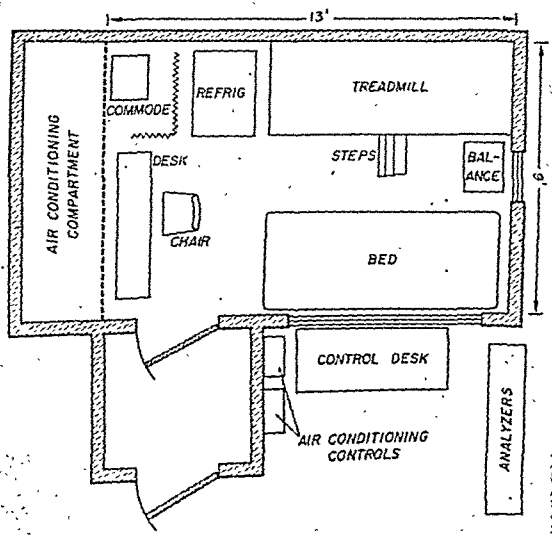 13'
COMMODE
REFRIG
TREADMILL
AIR CONDITIONING
COMPARTMENT
DESK
STEPS
BAL-
ANCE
9'
CHAIR
BED
CONTROL DESK
AIR CONDITIONING
CONTROLS
ANALYZERS